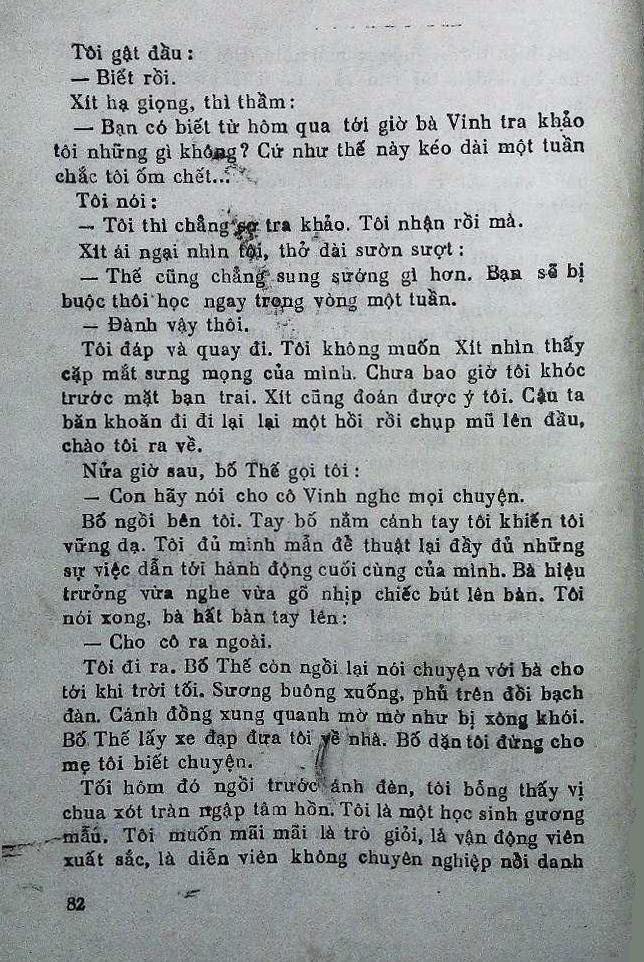 Tôi gật đầu :
— Biết rồi.
Xít hạ giọng, thì thầm :
— Bạn có biết từ hôm qua tới giờ bà Vinh tra khảo
tôi những gì không? Cứ như thế này kéo dài một tuần
chắc tôi ốm chết...
Tôi nói :
— Tôi thì chẳng sợ tra khảo. Tôi nhận rồi mà.
Xít ái ngại nhìn tôi, thở dài sườn sượt :
— Thế cũng chẳng sung sướng gì hơn. Bạn sẽ bị
buộc thôi học ngay trong vòng một tuần.
— Đành vậy thôi.
Tôi đáp và quay đi. Tôi không muốn Xít nhìn thấy
cặp mắt sưng mọng của mình. Chưa bao giờ tôi khóc
trước mặt bạn trai. Xít cũng đoán được ý tôi. Cậu ta
băn khoăn đi đi lại lại một hồi rồi chụp mũ lên đầu,
chào tôi ra về.
Nửa giờ sau, bố Thế gọi tôi :
— Con hãy nói cho cô Vinh nghe mọi chuyện.
Bố ngồi bên tôi. Tay bố nắm cánh tay tôi khiến tôi
vững dạ. Tôi đủ minh mẫn để thuật lại đầy đủ những
sự việc dẫn tới hành động cuối cùng của mình. Bà hiệu
trưởng vừa nghe vừa gõ nhịp chiếc bút lên bàn. Tôi
nói xong, bà hất bàn tay lên :
— Cho cô ra ngoài.
Tôi đi ra. Bố Thế còn ngồi lại nói chuyện với bà cho
tới khi trời tối. Sương buông xuống, phủ trên đồi bạch
đàn. Cánh đồng xung quanh mờ mờ như bị xông khói.
Bố Thế lấy xe đạp đưa tôi về nhà. Bố dặn tôi đừng cho
mẹ tôi biết chuyện.
Tối hôm đó ngồi trước ánh đèn, tôi bỗng thấy vị
chua xót tràn ngập tâm hồn. Tôi là một học sinh gương
mẫu. Tôi muốn mãi mãi là trò giỏi, là vận động viên
xuất sắc, là diễn viên không chuyên nghiệp nổi danh
82